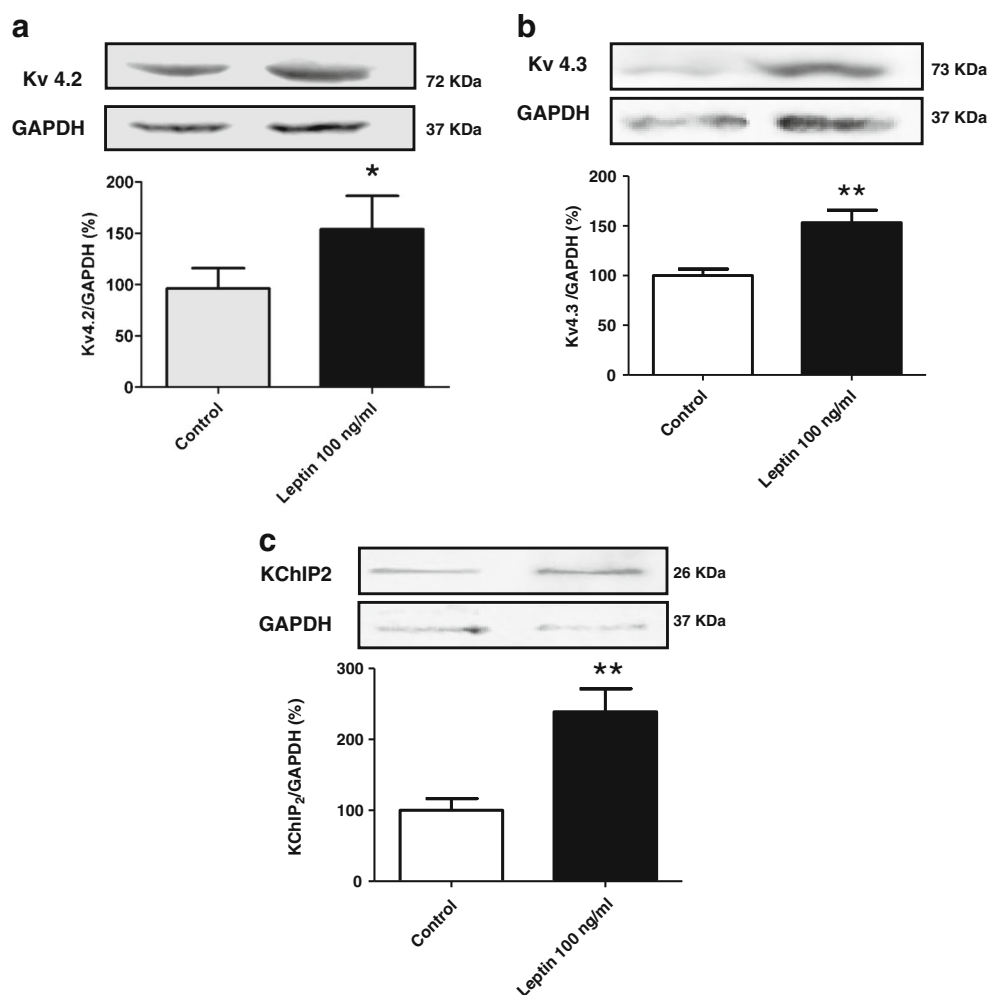 a
Kv 4.2
72 KDa
GAPDH
37 KDa
*
Kv4.2/GAPDH (%)
200
150
100
50
0
Control
Leptin 100 ng/ml
b
Kv 4.3
73 KDa
GAPDH
37 KDa
**
Kv4.3 /GAPDH (%)
200
150
100
50
0
Control
Leptin 100 ng/ml
c
KChIP2
26 KDa
GAPDH
37 KDa
**
KChIP₂/GAPDH (%)
300
200
100
0
Control
Leptin 100 ng/ml